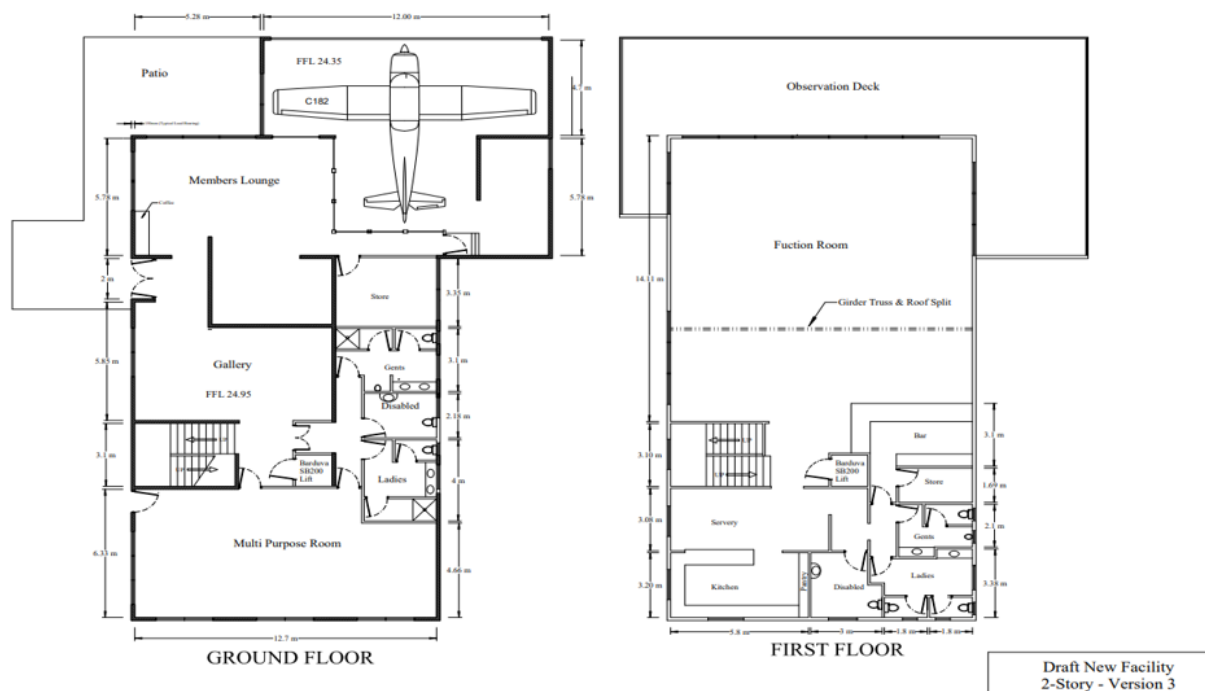 5.28 m
12.00 m
Patio
FFL 24.35
C182
4.7 m
Members Lounge
5.78 m
5.78 m
Coffee
2 m
Store
3.35 m
5.85 m
Gallery
FFL 24.95
Gents
3.1 m
Disabled
2.18 m
3.1 m
UP
UP
Barduva
SB200
Lift
Ladies
4 m
Multi Purpose Room
6.33 m
4.66 m
12.7 m
GROUND FLOOR
Observation Deck
Fuction Room
14.11 m
Girder Truss & Roof Split
Bar
3.1 m
3.10 m
UP
UP
Barduva
SB200
Lift
Store
1.69 m
3.08 m
Servery
Gents
2.1 m
3.20 m
Kitchen
Pantry
Disabled
Ladies
3.38 m
5.8 m
3 m
1.8 m
1.8 m
FIRST FLOOR
Draft New Facility
2-Story - Version 3